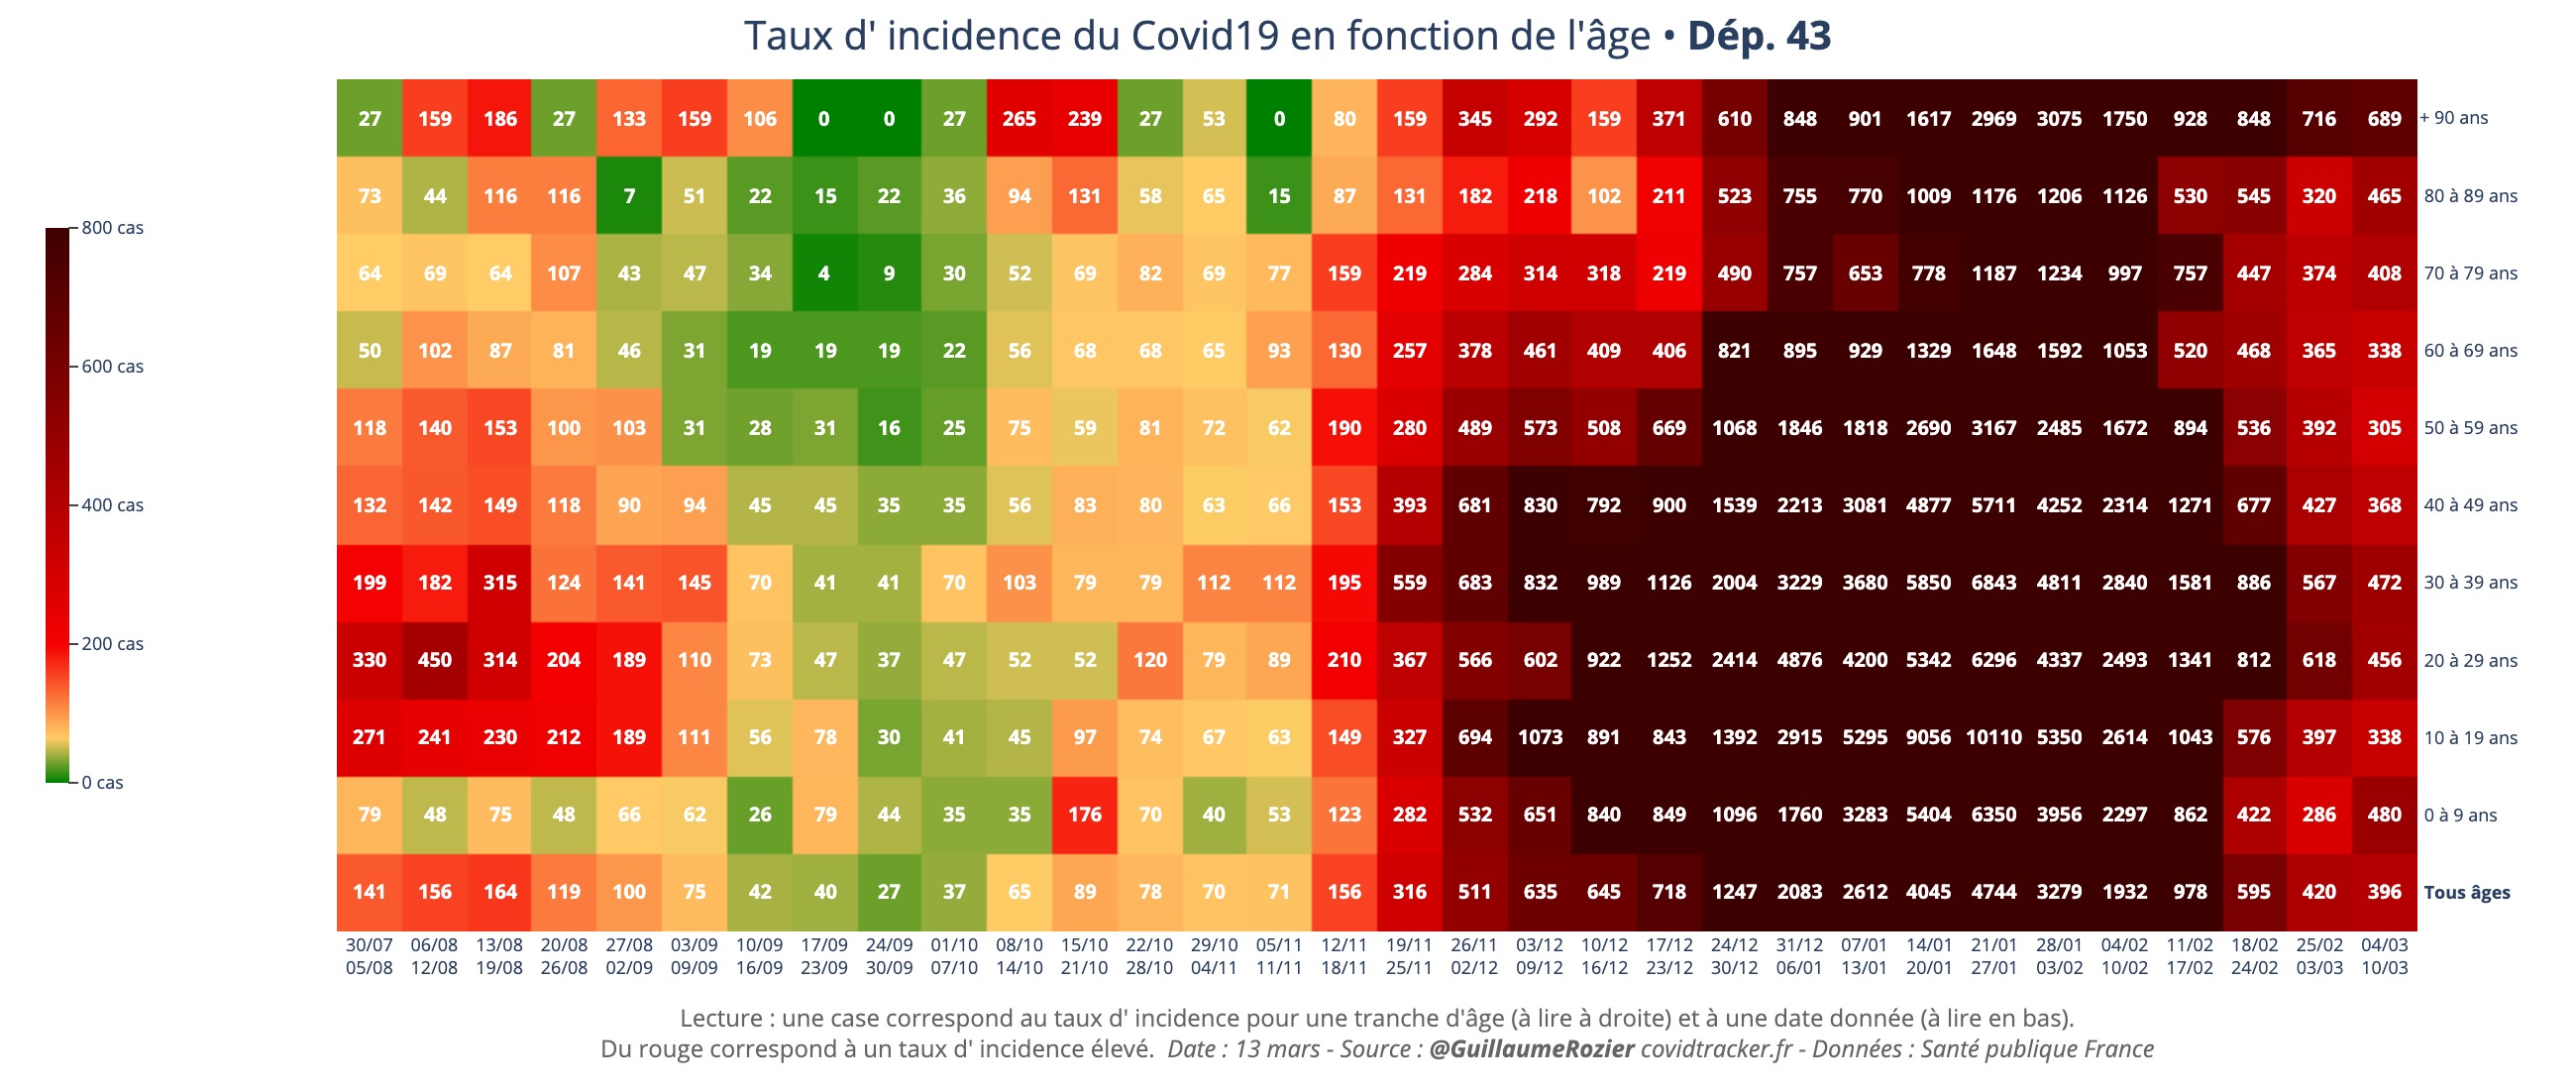 Taux d' incidence du Covid19 en fonction de l'âge • Dép. 43
27 159 186 27 133 159 106 0 0 27 265 239 27 53 0 80 159 345 292 159 371 610 848 901 1617 2969 3075 1750 928 848 716 689 + 90 ans
73 44 116 116 7 51 22 15 22 36 94 131 58 65 15 87 131 182 218 102 211 523 755 770 1009 1176 1206 1126 530 545 320 465 80 à 89 ans
800 cas
64 69 64 107 43 47 34 4 9 30 52 69 82 69 77 159 219 284 314 318 219 490 757 653 778 1187 1234 997 757 447 374 408 70 à 79 ans
50 102 87 81 46 31 19 19 19 22 56 68 68 65 93 130 257 378 461 409 406 821 895 929 1329 1648 1592 1053 520 468 365 338 60 à 69 ans
600 cas
118 140 153 100 103 31 28 31 16 25 75 59 81 72 62 190 280 489 573 508 669 1068 1846 1818 2690 3167 2485 1672 894 536 392 305 50 à 59 ans
400 cas
132 142 149 118 90 94 45 45 35 35 56 83 80 63 66 153 393 681 830 792 900 1539 2213 3081 4877 5711 4252 2314 1271 677 427 368 40 à 49 ans
199 182 315 124 141 145 70 41 41 70 103 79 79 112 112 195 559 683 832 989 1126 2004 3229 3680 5850 6843 4811 2840 1581 886 567 472 30 à 39 ans
200 cas
330 450 314 204 189 110 73 47 37 47 52 52 120 79 89 210 367 566 602 922 1252 2414 4876 4200 5342 6296 4337 2493 1341 812 618 456 20 à 29 ans
271 241 230 212 189 111 56 78 30 41 45 97 74 67 63 149 327 694 1073 891 843 1392 2915 5295 9056 10110 5350 2614 1043 576 397 338 10 à 19 ans
0 cas
79 48 75 48 66 62 26 79 44 35 35 176 70 40 53 123 282 532 651 840 849 1096 1760 3283 5404 6350 3956 2297 862 422 286 480 0 à 9 ans
141 156 164 119 100 75 42 40 27 37 65 89 78 70 71 156 316 511 635 645 718 1247 2083 2612 4045 4744 3279 1932 978 595 420 396 Tous âges
30/07 06/08 13/08 20/08 27/08 03/09 10/09 17/09 24/09 01/10 08/10 15/10 22/10 29/10 05/11 12/11 19/11 26/11 03/12 10/12 17/12 24/12 31/12 07/01 14/01 21/01 28/01 04/02 11/02 18/02 25/02 04/03
05/08 12/08 19/08 26/08 02/09 09/09 16/09 23/09 30/09 07/10 14/10 21/10 28/10 04/11 11/11 18/11 25/11 02/12 09/12 16/12 23/12 30/12 06/01 13/01 20/01 27/01 03/02 10/02 17/02 24/02 03/03 10/03
Lecture : une case correspond au taux d' incidence pour une tranche d'âge (à lire à droite) et à une date donnée (à lire en bas).
Du rouge correspond à un taux d' incidence élevé. Date : 13 mars - Source : @GuillaumeRozier covidtracker.fr - Données : Santé publique France